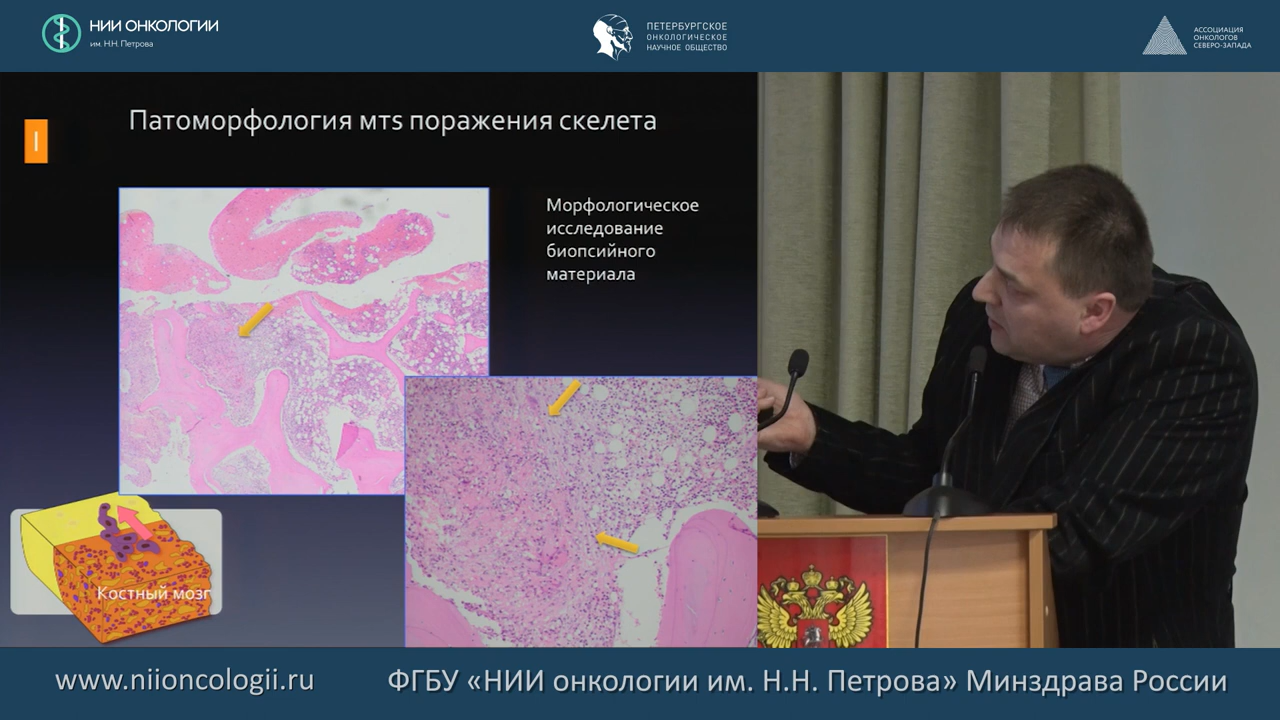 НИИ ОНКОЛОГИИ
им. Н.Н. Петрова
ПЕТЕРБУРГСКОЕ
ОНКОЛОГИЧЕСКОЕ
НАУЧНОЕ ОБЩЕСТВО
АССОЦИАЦИЯ
ОНКОЛОГОВ
СЕВЕРО-ЗАПАДА
Патоморфология мтs поражения скелета
I
Морфологическое
исследование
биопсийного
материала
Костный мозг
www.niioncologii.ru
ФГБУ «НИИ онкологии им. Н.Н. Петрова» Минздрава России